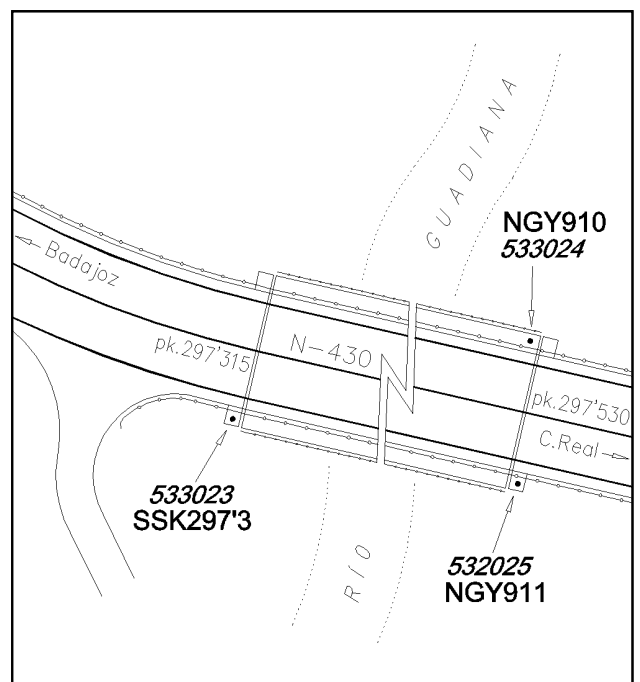 GUADIANA
NGY910
533024
← Badajoz
N-430
pk.297'315
pk.297'530
C.Real →
533023
SSK297'3
532025
NGY911
RÍO